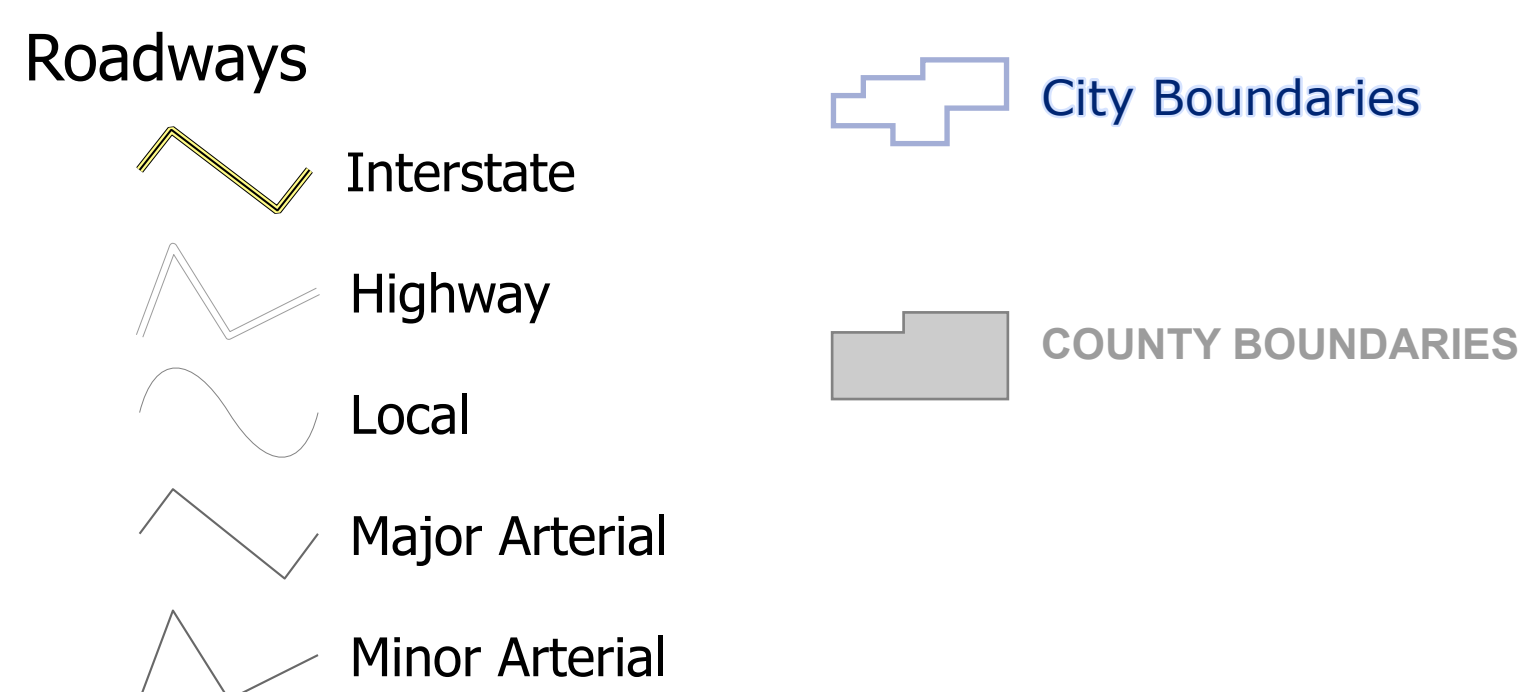 Roadways
Interstate
Highway
Local
Major Arterial
Minor Arterial
City Boundaries
COUNTY BOUNDARIES